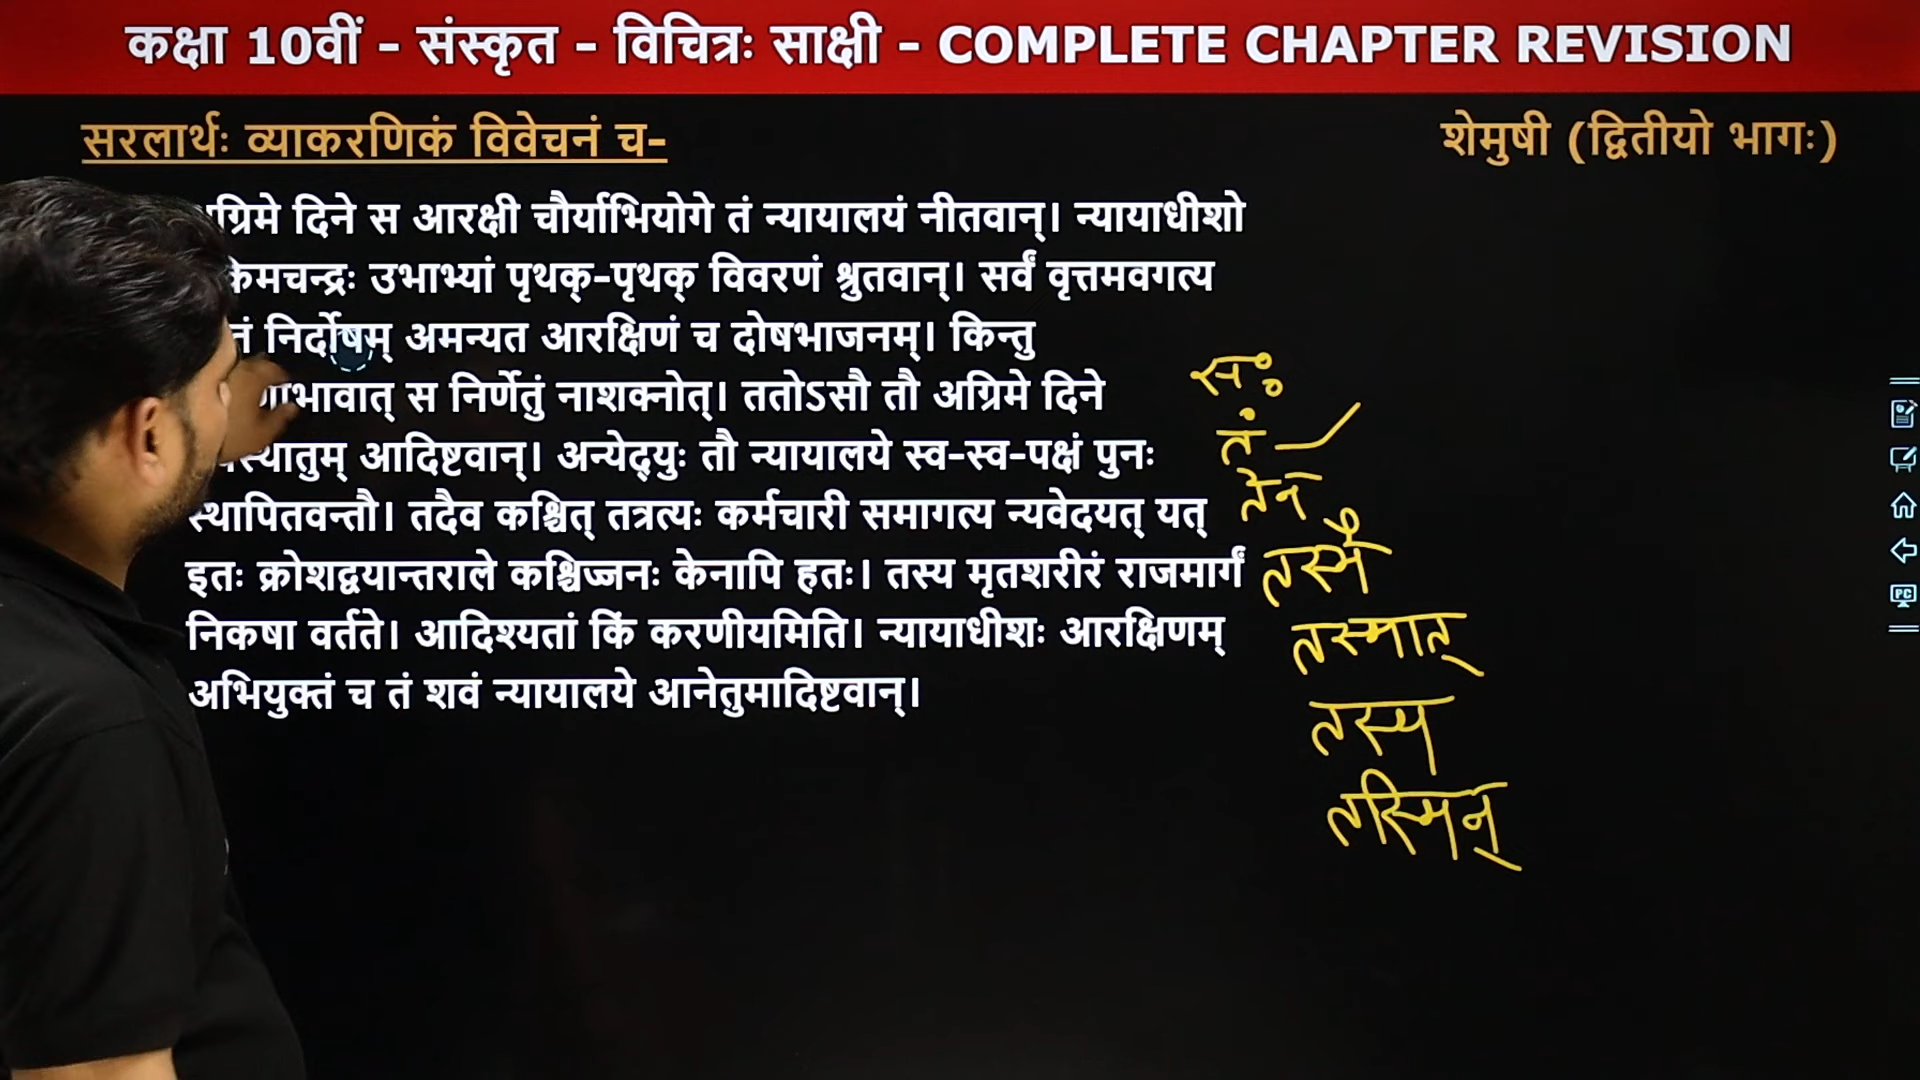 कक्षा 10वीं - संस्कृत - विचित्रः साक्षी - COMPLETE CHAPTER REVISION
सरलार्थः व्याकरणिकं विवेचनं च-
शेमुषी (द्वितीयो भागः)
दिने स आरक्षी चौर्याभियोगे तं न्यायालयं नीतवान्। न्यायाधीशो
उभाभ्यां पृथक्-पृथक् विवरणं श्रुतवान्। सर्वं वृत्तमवगत्य
निर्दोषम् अमन्यत आरक्षिणं च दोषभाजनम्। किन्तु
स निर्णेतुं नाशक्नोत्। ततोऽसौ तौ अग्रिमे दिने
आदिष्टवान्। अन्येद्युः तौ न्यायालये स्व-स्व-पक्षं पुनः
स्थापितवन्तौ। तदैव कश्चित् तत्रत्यः कर्मचारी समागत्य न्यवेदयत् यत्
इतः क्रोशद्वयान्तराले कश्चिज्जनः केनापि हतः। तस्य मृतशरीरं राजमार्गं
निकषा वर्तते। आदिश्यतां किं करणीयमिति। न्यायाधीशः आरक्षिणम्
अभियुक्तं च तं शवं न्यायालये आनेतुमादिष्टवान्।
सः
तं
तेन
तस्मै
तस्मात्
तस्य
तस्मिन्
PC